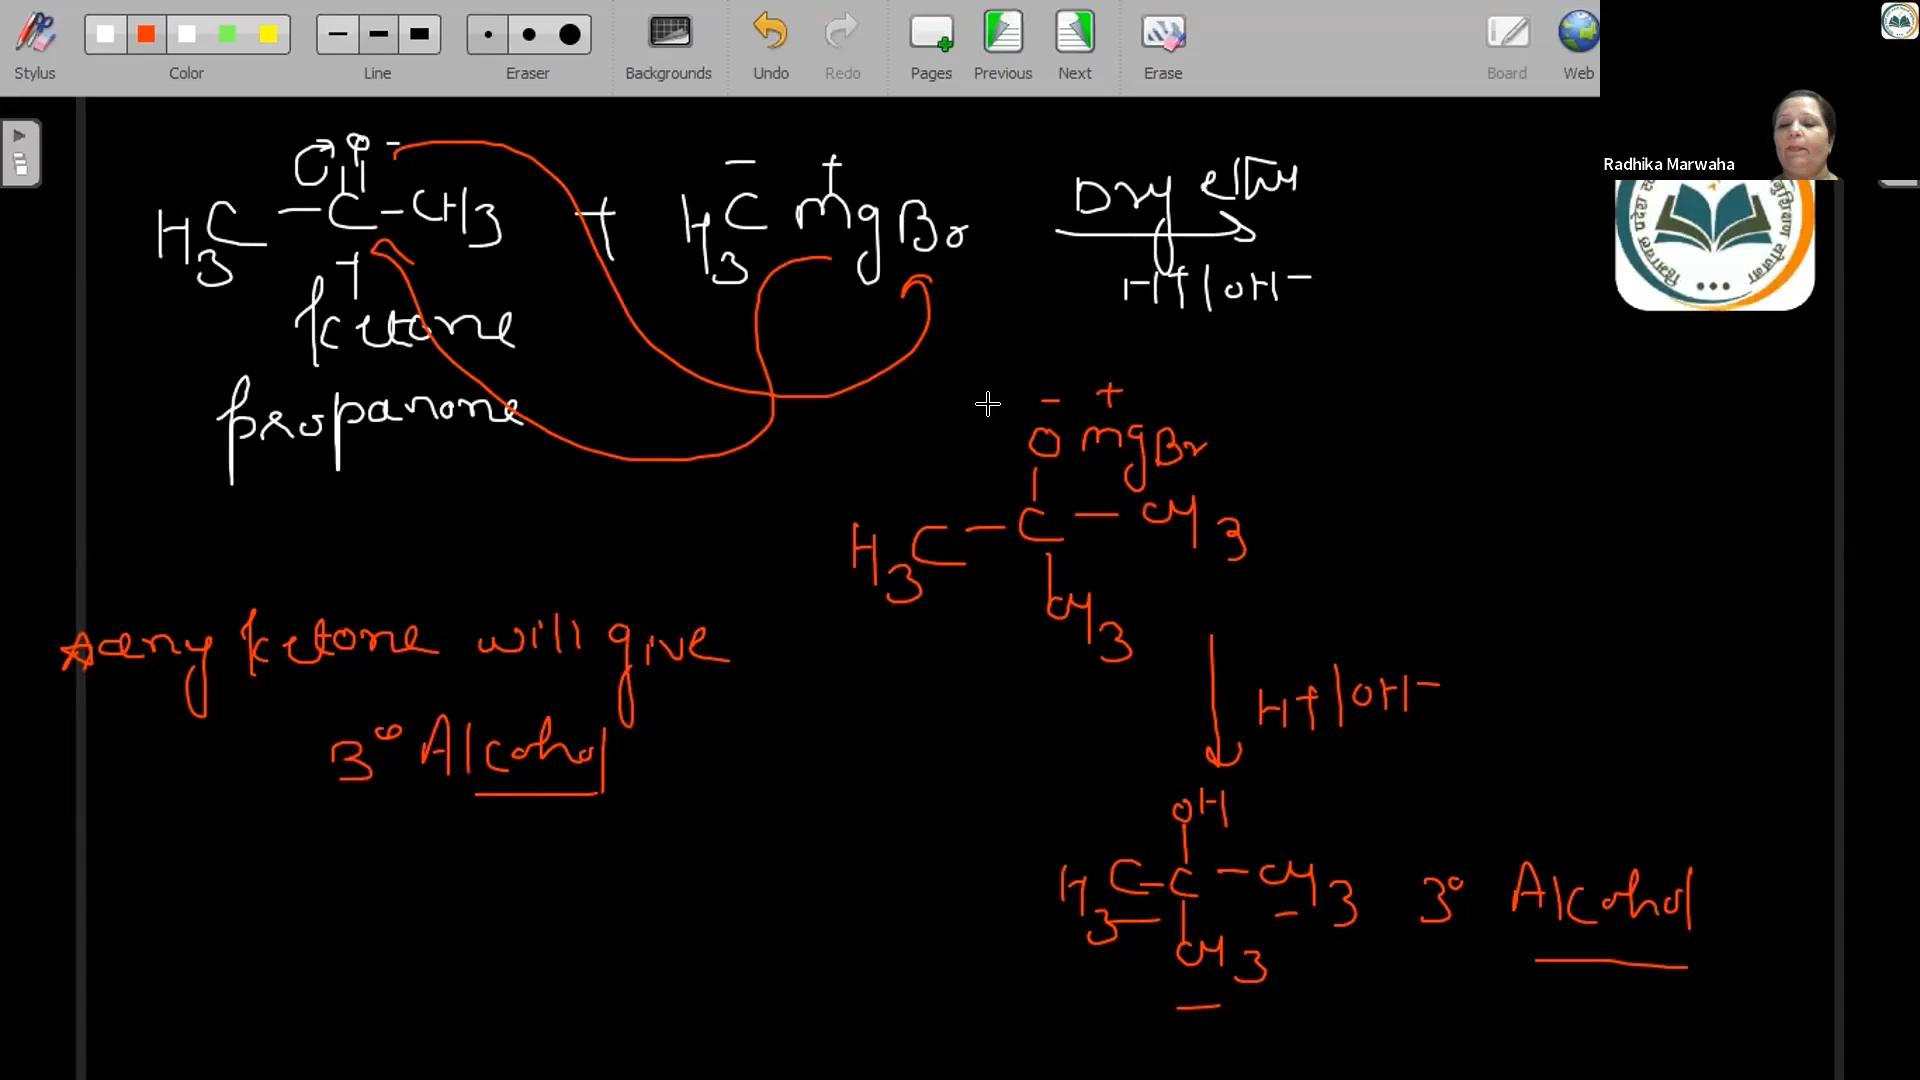 Stylus Color Line Eraser Backgrounds Undo Redo Pages Previous Next Erase Board Web
Radhika Marwaha
O -
H3C - C - CH3 + H3C MgBr
- +
+
Dry ether
H+/OH-
ketone
propanone
- +
O MgBr
H3C - C - CH3
CH3
H+/OH-
any ketone will give
3° Alcohol
OH
H3C - C - CH3 3° Alcohol
CH3